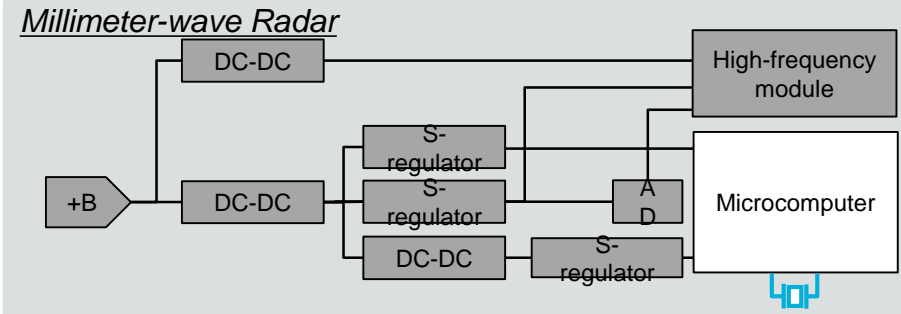 Millimeter-wave Radar
DC-DC
High-frequency
module
S-
regulator
+B
DC-DC
S-
regulator
A
D
Microcomputer
DC-DC
S-
regulator